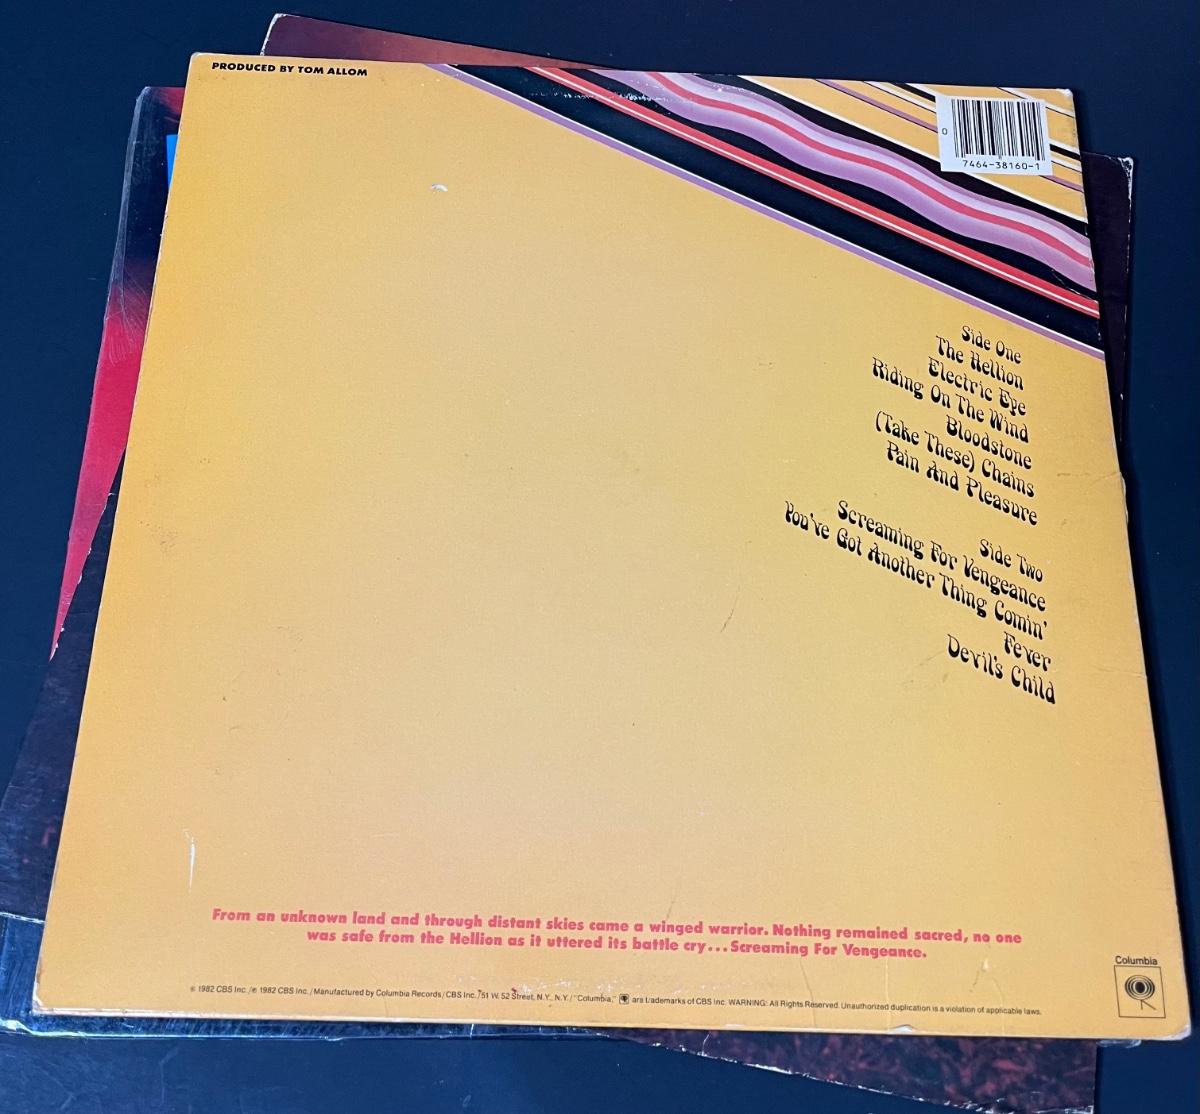 PRODUCED BY TOM ALLOM
0
7464-38160-1
Side One
The Hellion
Electric Eye
Riding On The Wind
Bloodstone
(Take These) Chains
Pain And Pleasure
Side Two
Screaming For Vengeance
You've Got Another Thing Comin'
Fever
Devil's Child
From an unknown land and through distant skies came a winged warrior. Nothing remained sacred, no one
was safe from the Hellion as it uttered its battle cry...Screaming For Vengeance.
Columbia
© 1982 CBS Inc./℗ 1982 CBS Inc./Manufactured by Columbia Records/CBS Inc./51 W. 52 Street, N.Y., N.Y./"Columbia," are trademarks of CBS Inc. WARNING: All Rights Reserved. Unauthorized duplication is a violation of applicable laws.